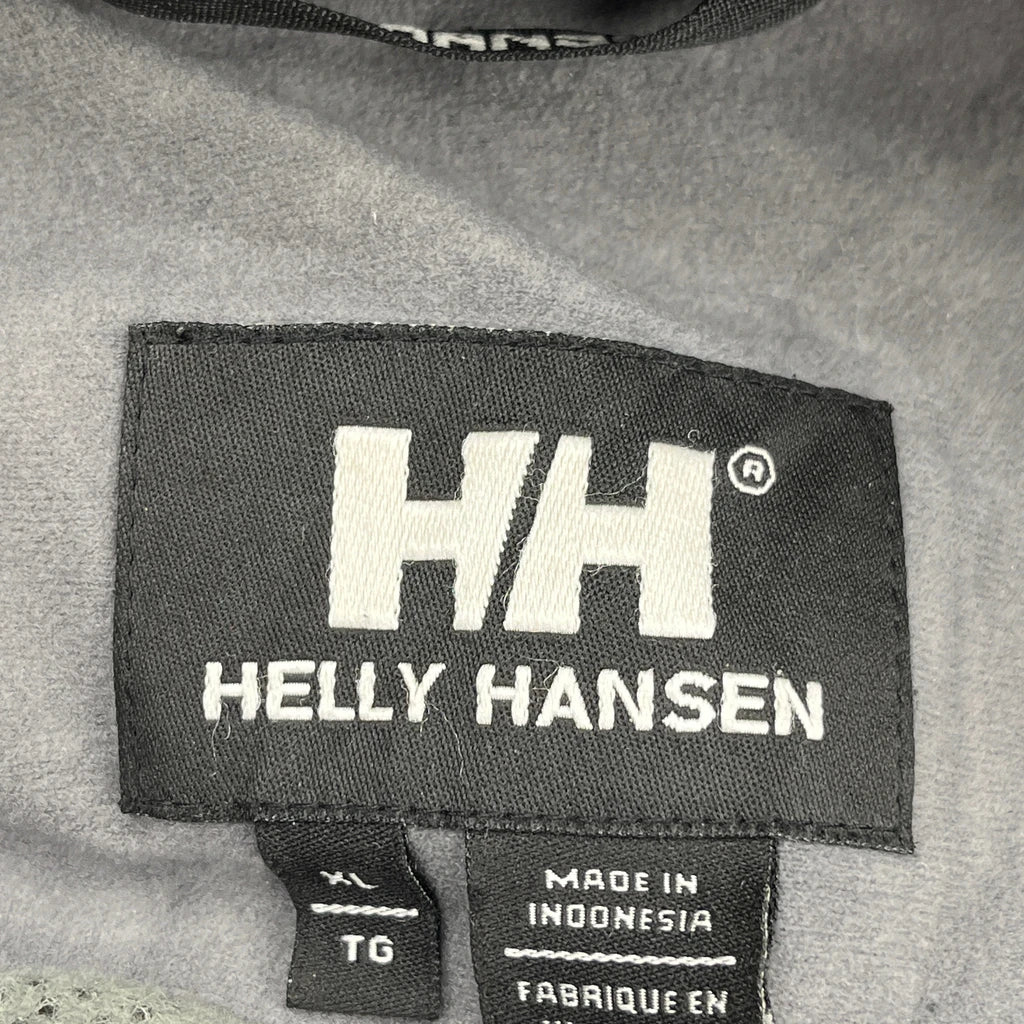 HH®
HELLY HANSEN
XL
TG
MADE IN
INDONESIA
FABRIQUE EN